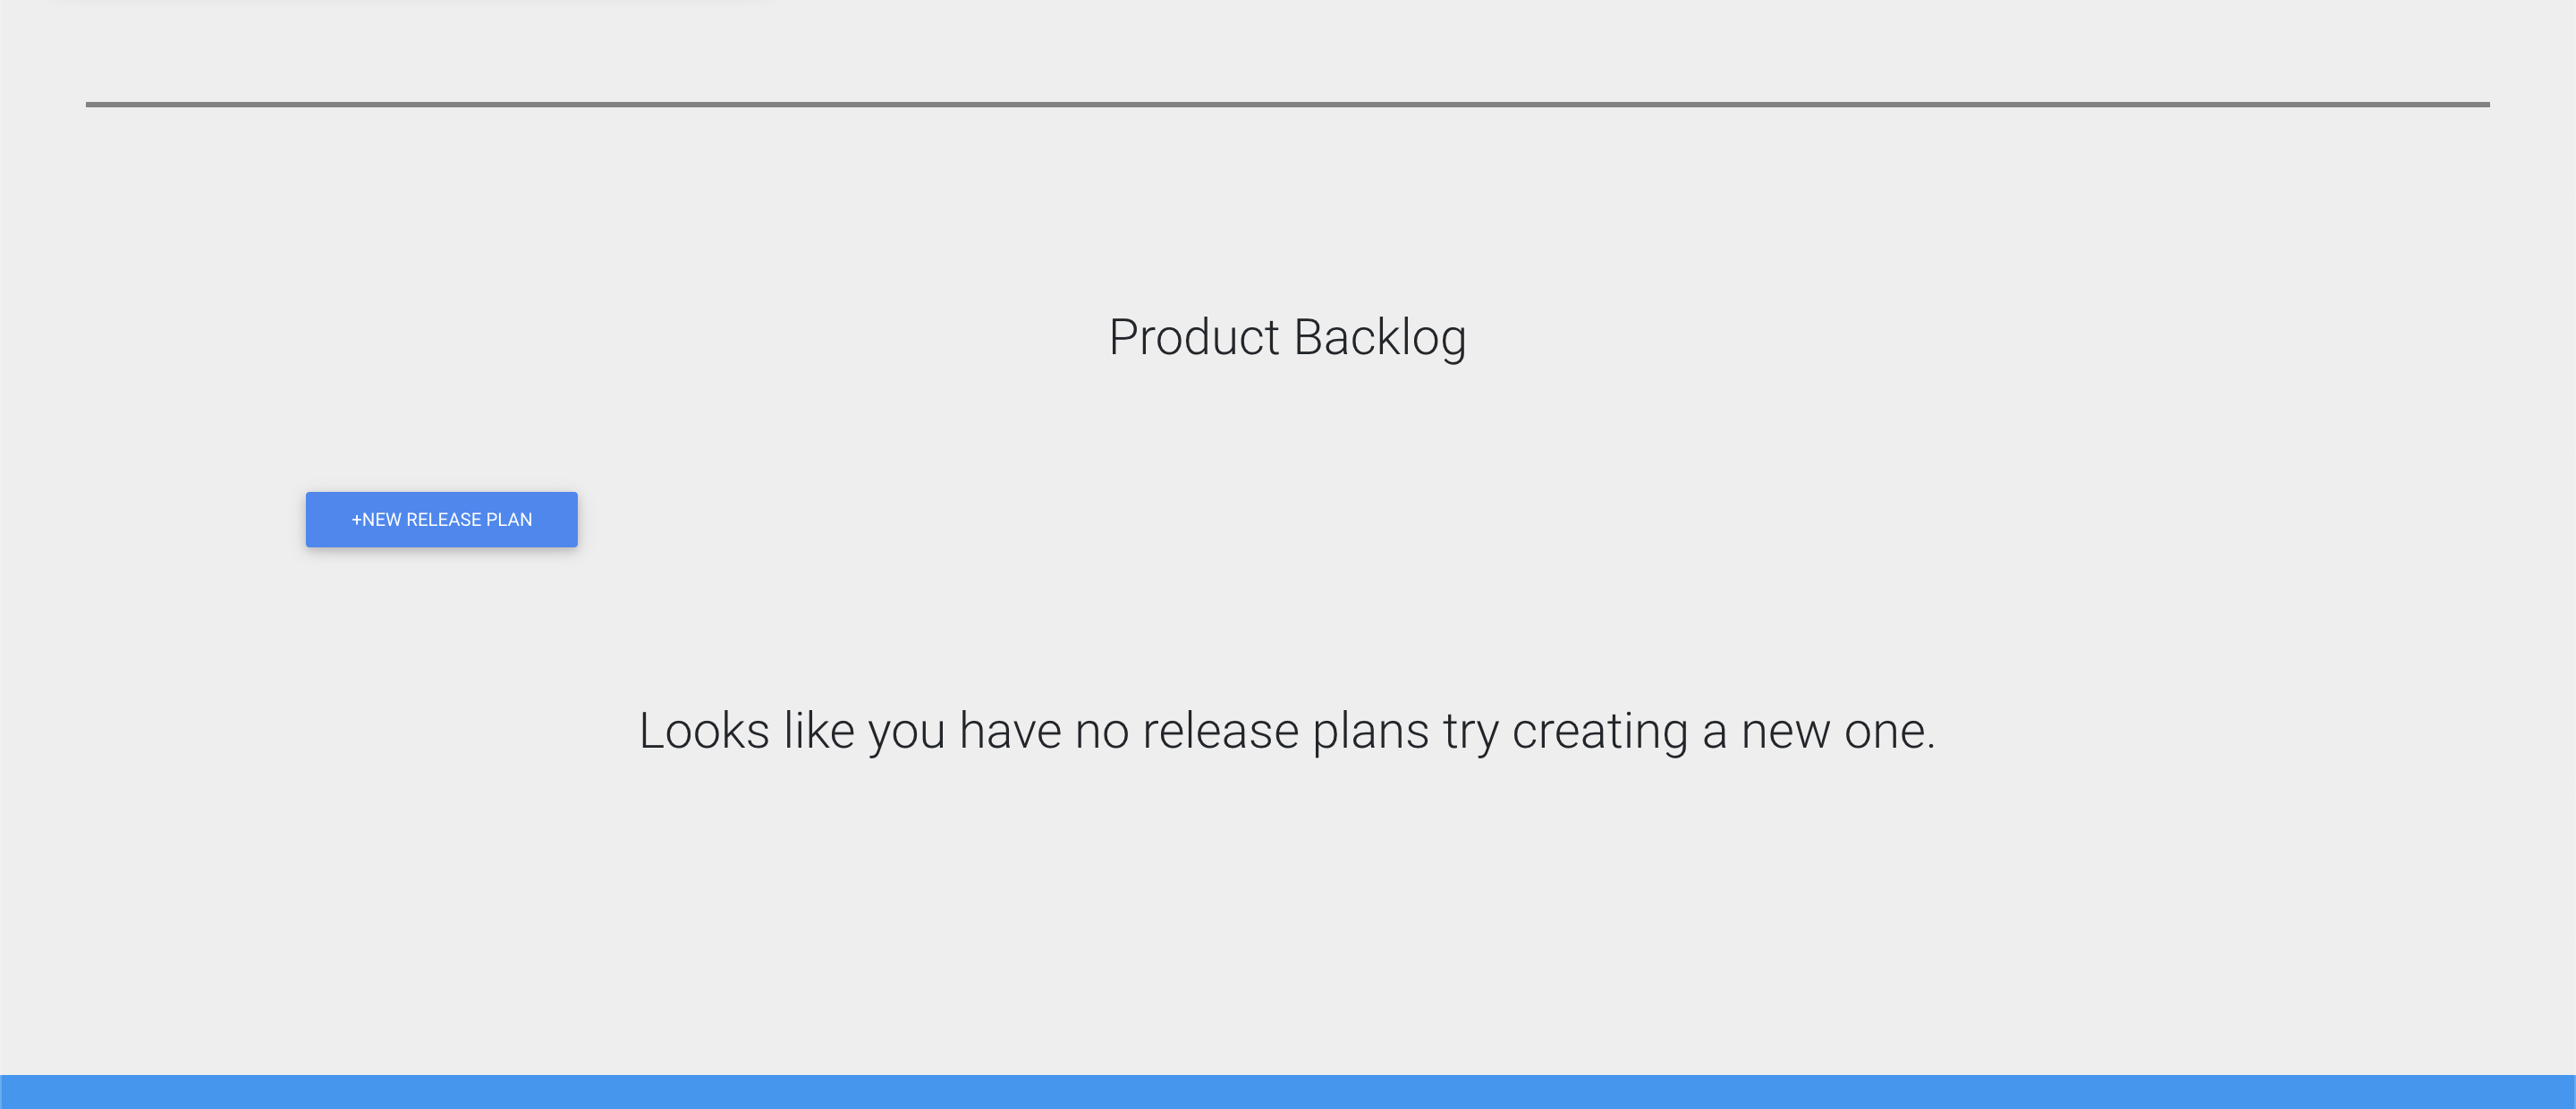 Product Backlog
+NEW RELEASE PLAN
Looks like you have no release plans try creating a new one.